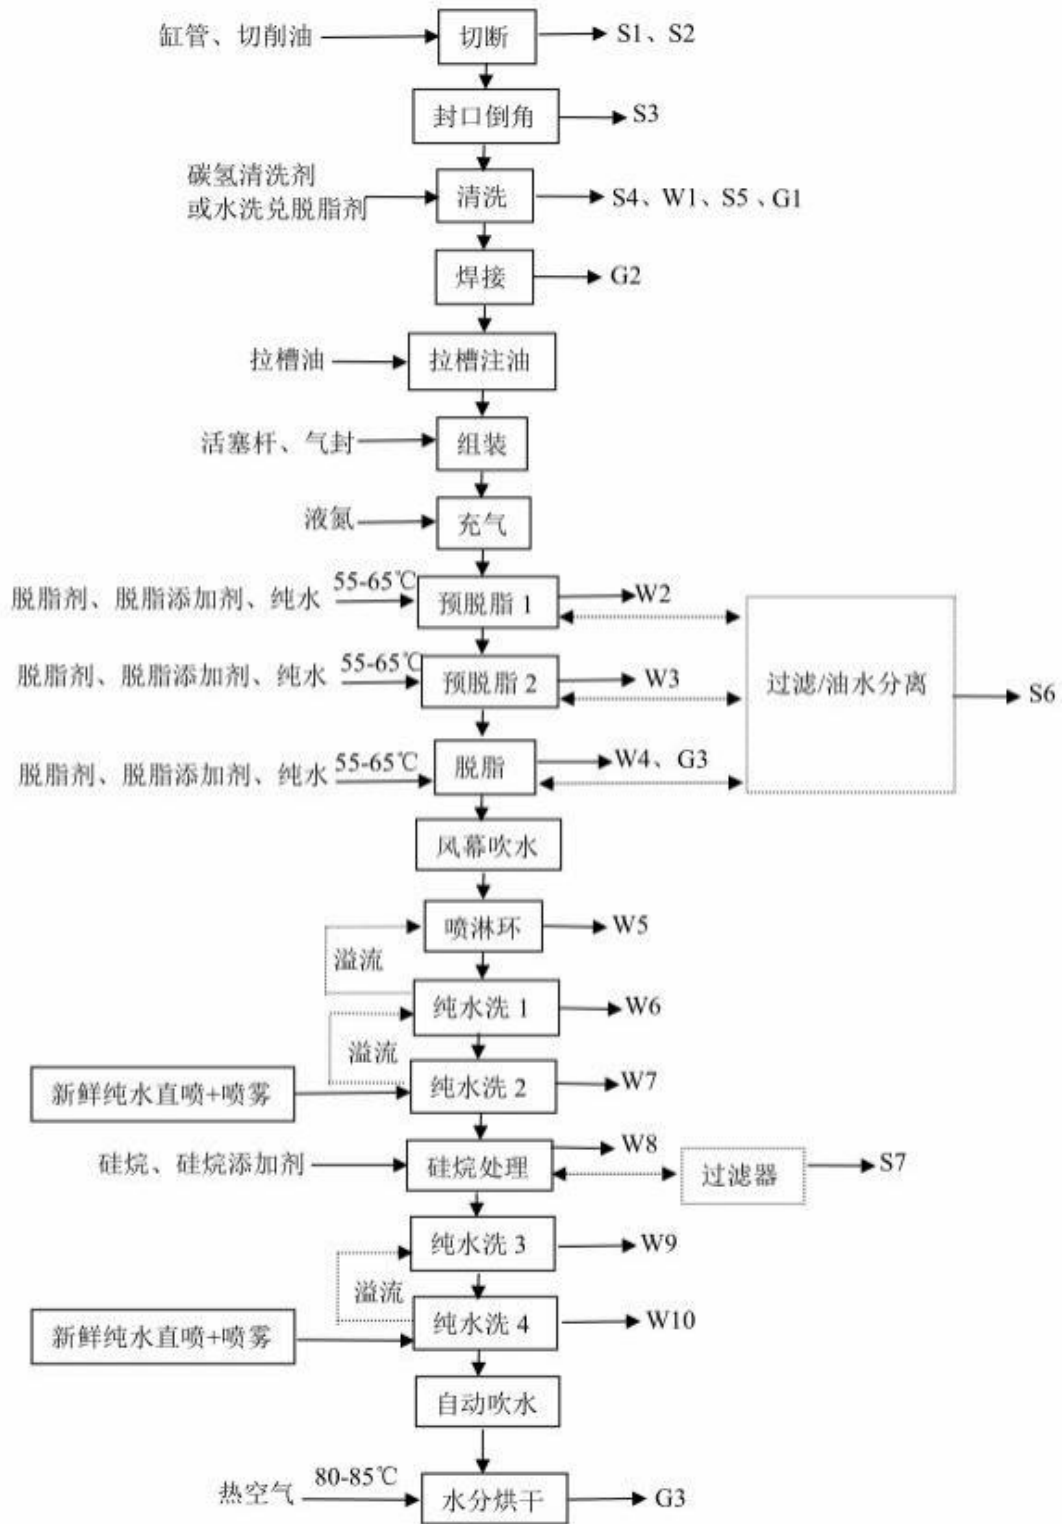 缸管、切削油
切断
S1、S2
封口倒角
S3
碳氢清洗剂
或水洗兑脱脂剂
清洗
S4、W1、S5、G1
焊接
G2
拉槽油
拉槽注油
活塞杆、气封
组装
液氮
充气
脱脂剂、脱脂添加剂、纯水
55-65℃
预脱脂 1
W2
脱脂剂、脱脂添加剂、纯水
55-65℃
预脱脂 2
W3
过滤/油水分离
S6
脱脂剂、脱脂添加剂、纯水
55-65℃
脱脂
W4、G3
风幕吹水
喷淋环
W5
溢流
纯水洗 1
W6
溢流
新鲜纯水直喷+喷雾
纯水洗 2
W7
硅烷、硅烷添加剂
硅烷处理
W8
过滤器
S7
纯水洗 3
W9
溢流
新鲜纯水直喷+喷雾
纯水洗 4
W10
自动吹水
热空气
80-85℃
水分烘干
G3